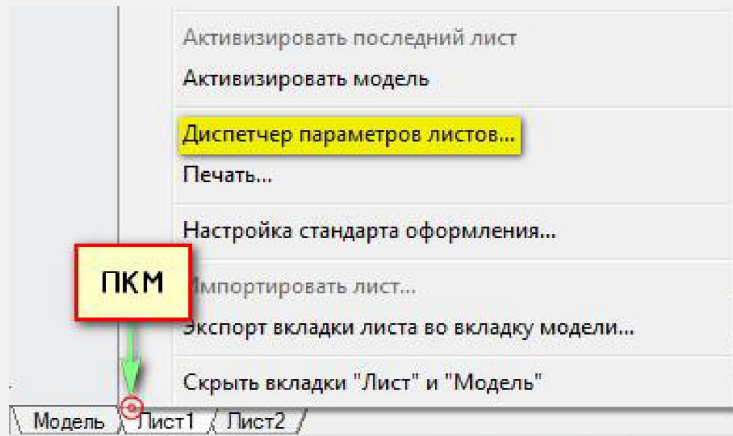 Активизировать последний лист
Активизировать модель
Диспетчер параметров листов...
Печать...
Настройка стандарта оформления...
ПКМ
Импортировать лист...
Экспорт вкладки листа во вкладку модели...
Скрыть вкладки "Лист" и "Модель"
Модель Лист1 Лист2